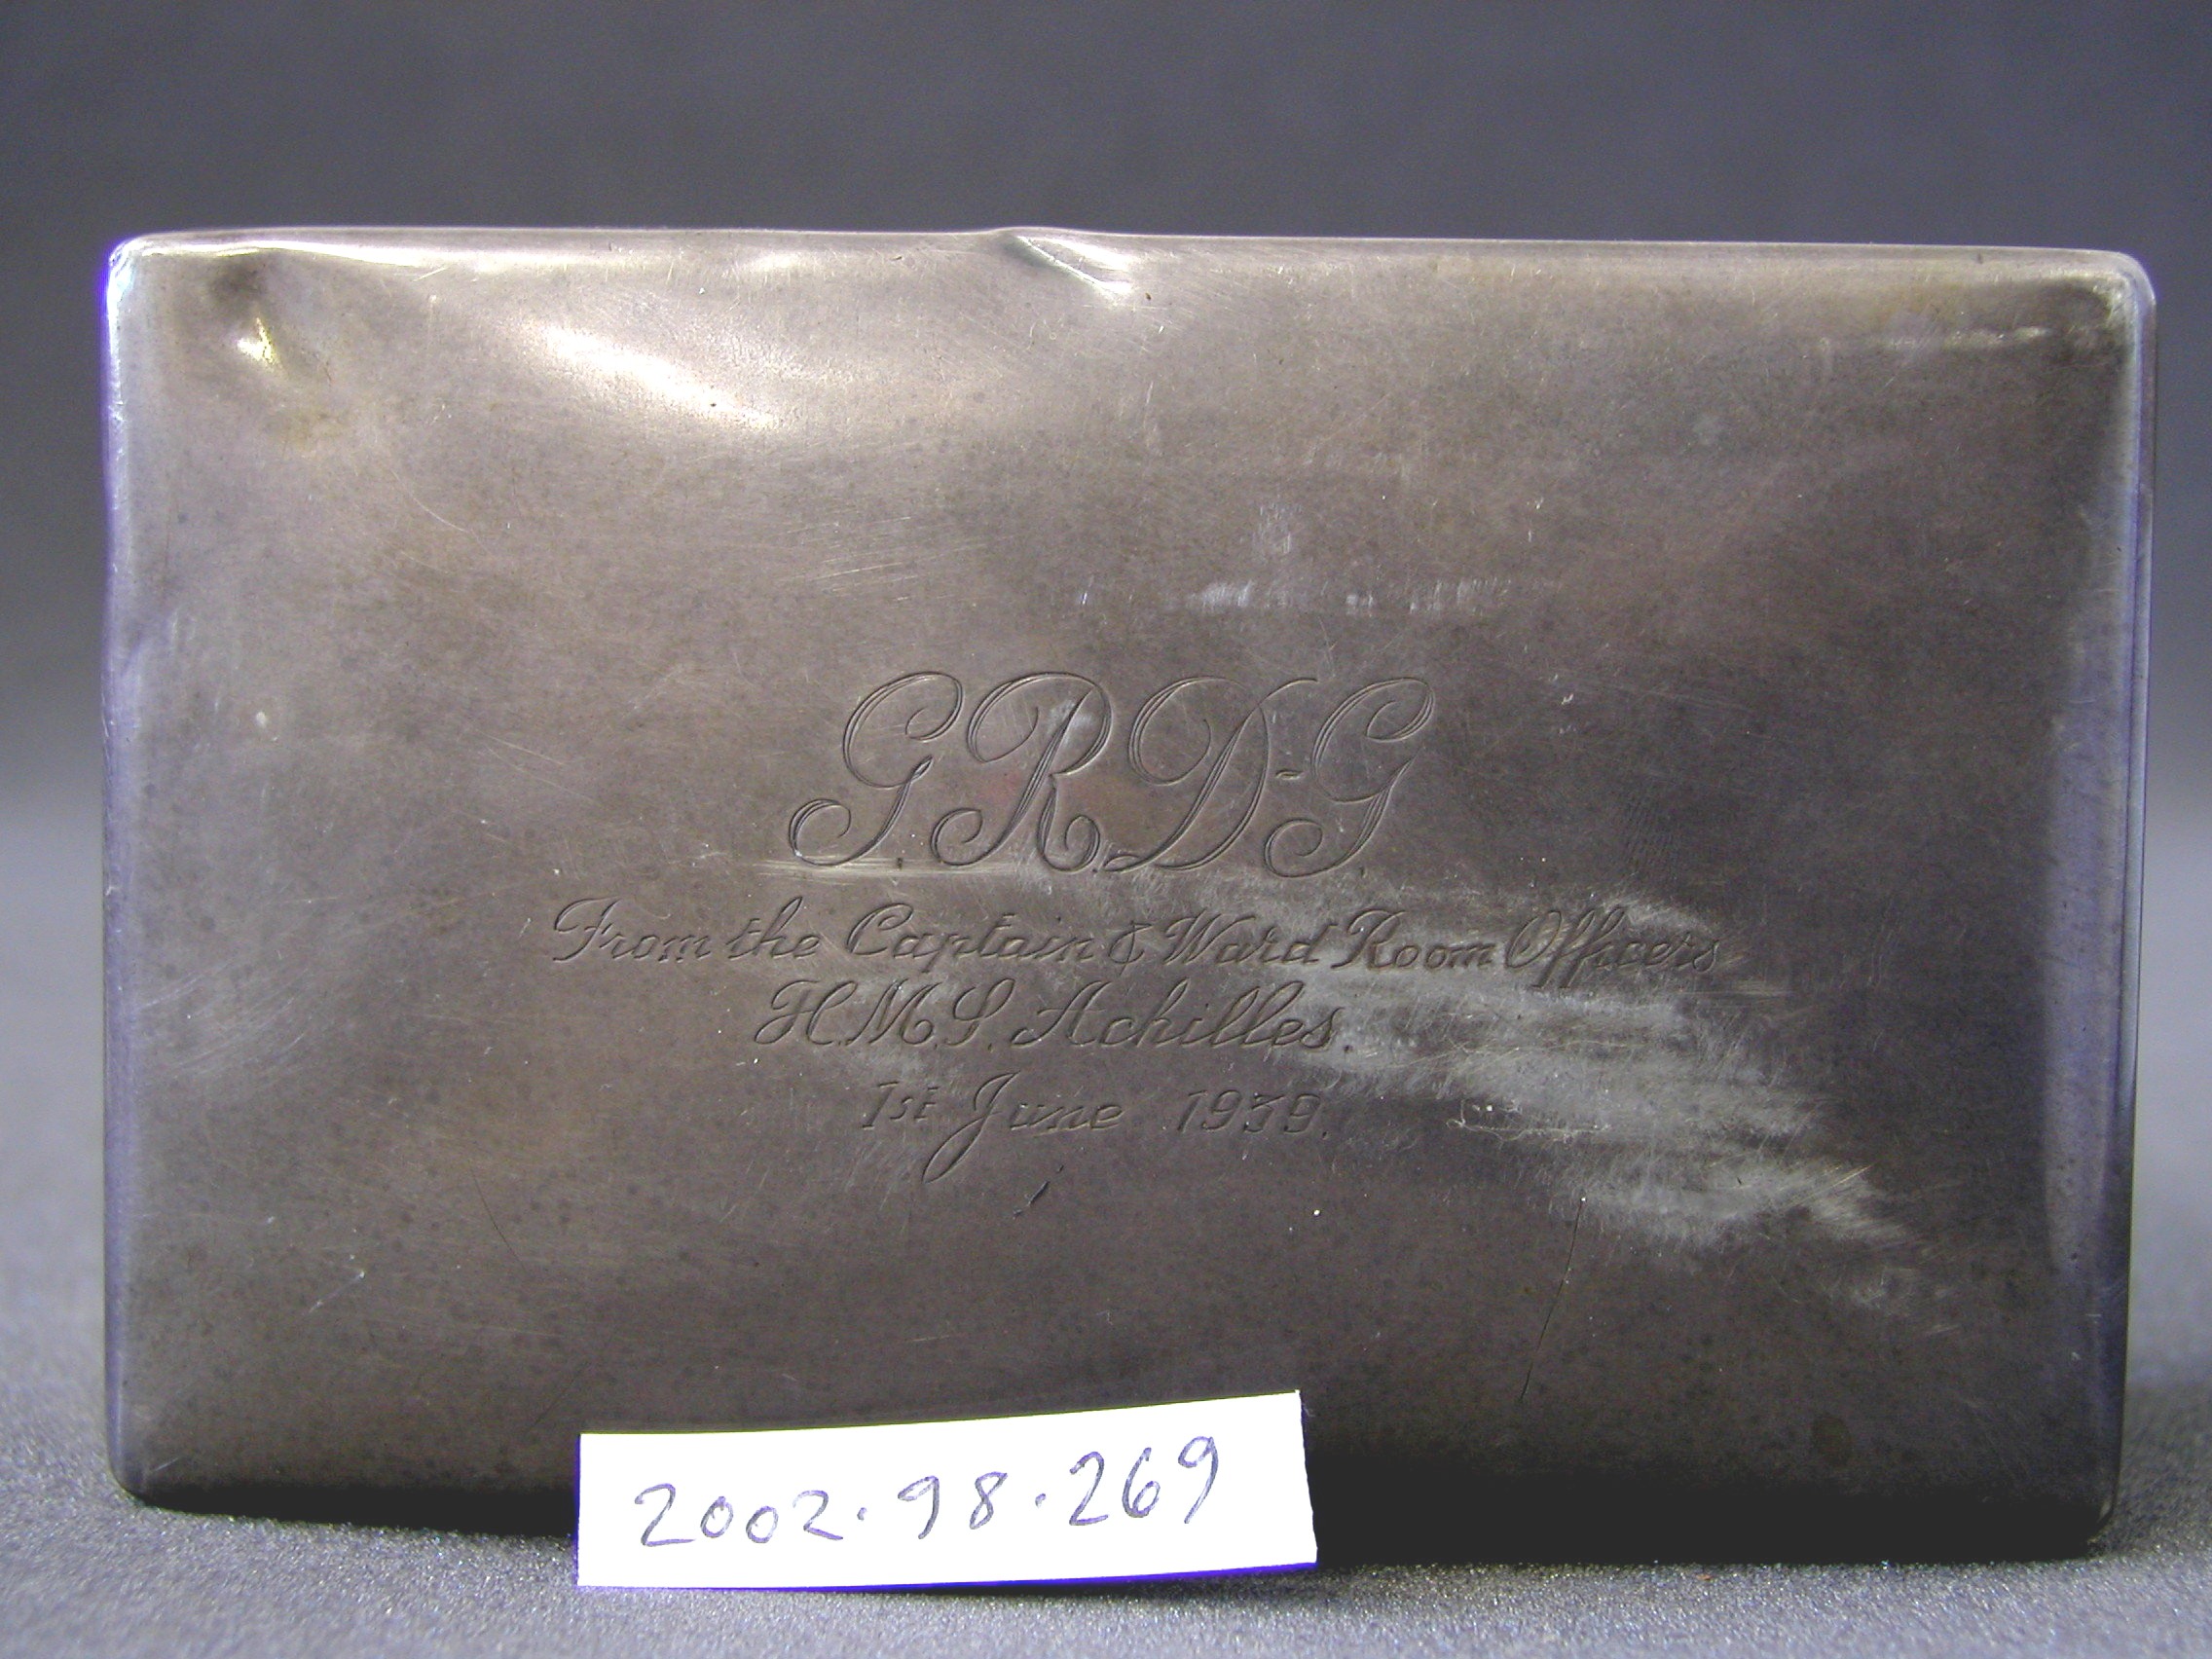 G.R.D-G.
From the Captain & Ward Room Officers
H.M.S. Achilles.
1st June 1939.
2002.98.269